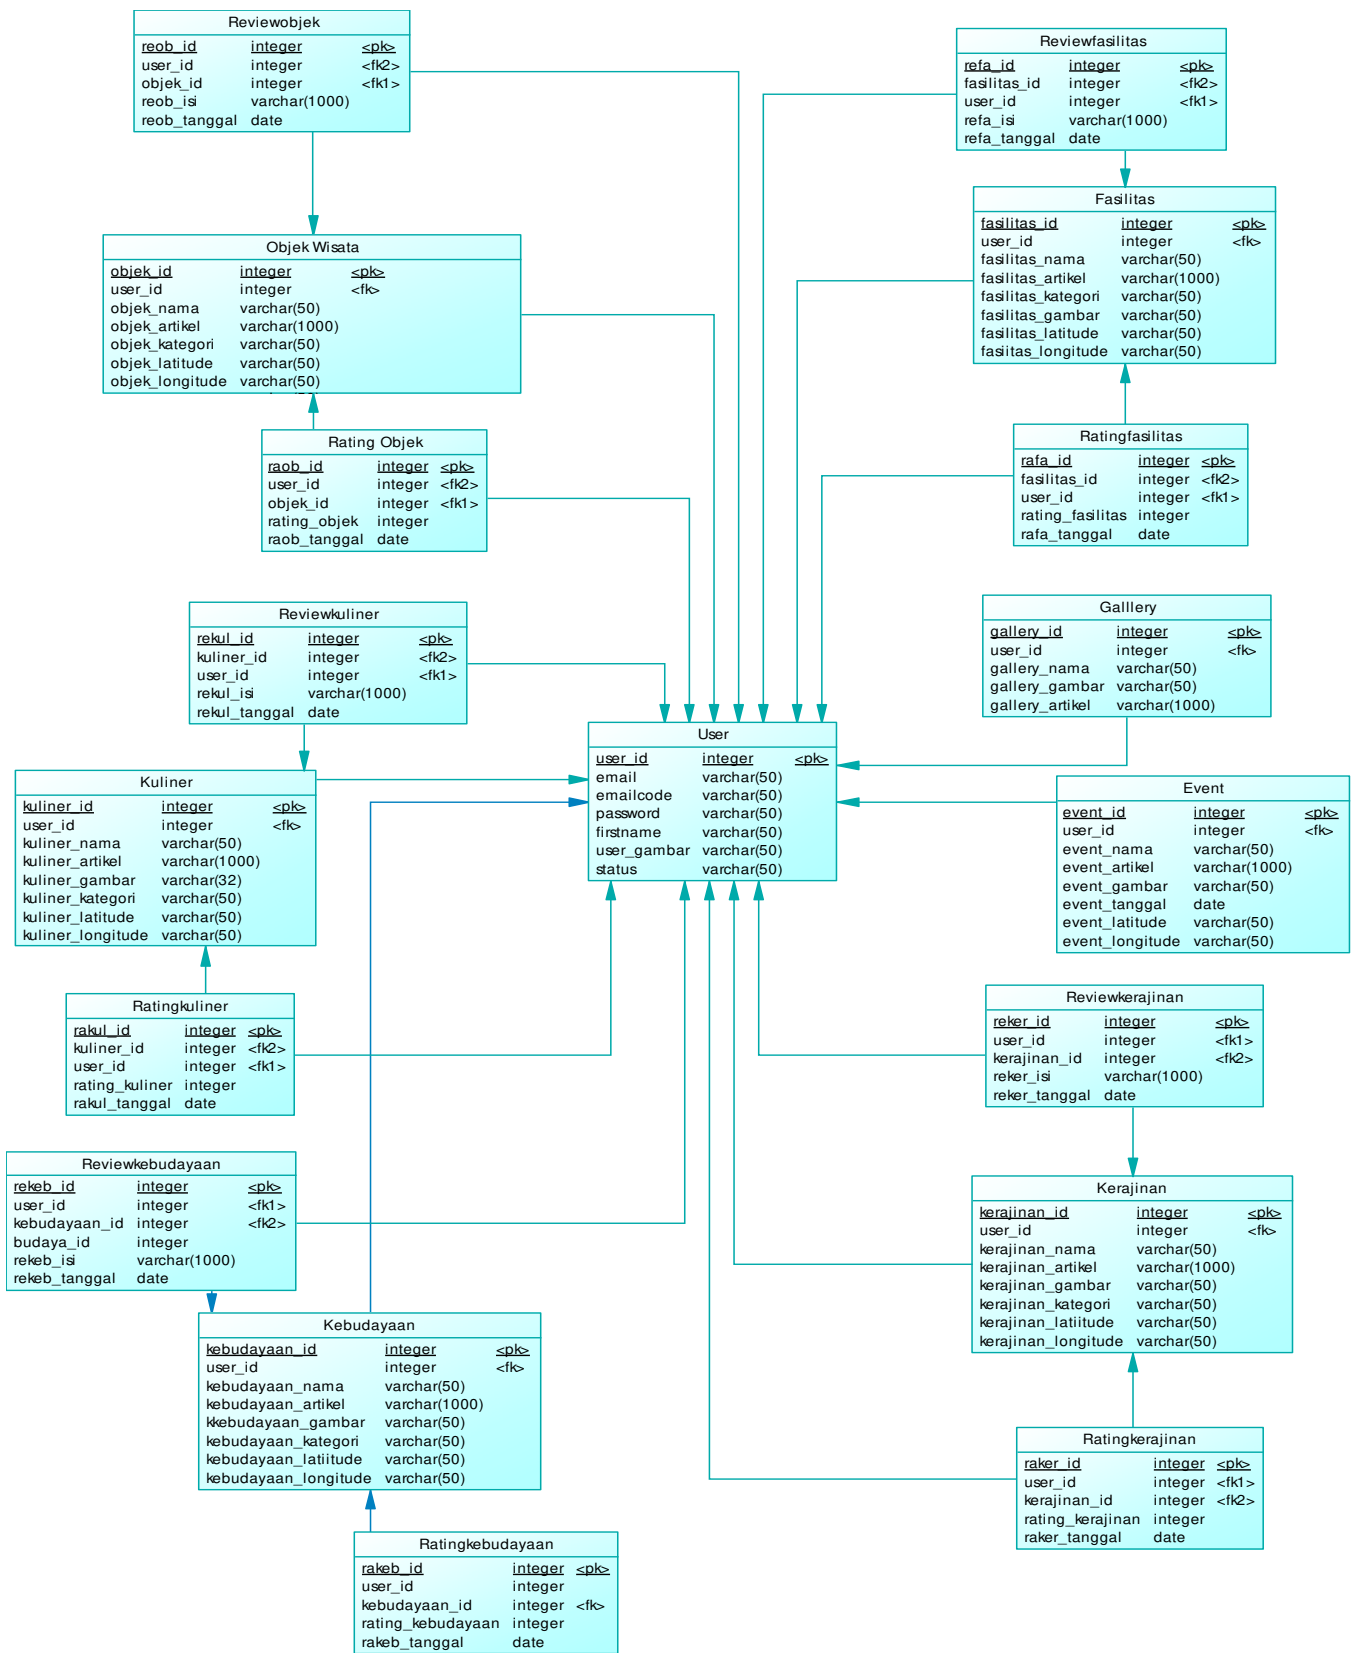 Reviewobjek
reob_id integer <pk>
user_id integer <fk2>
objek_id integer <fk1>
reob_isi varchar(1000)
reob_tanggal date
Objek Wisata
objek_id integer <pk>
user_id integer <fk>
objek_nama varchar(50)
objek_artikel varchar(1000)
objek_kategori varchar(50)
objek_latitude varchar(50)
objek_longitude varchar(50)
Rating Objek
raob_id integer <pk>
user_id integer <fk2>
objek_id integer <fk1>
rating_objek integer
raob_tanggal date
Reviewkuliner
rekul_id integer <pk>
kuliner_id integer <fk2>
user_id integer <fk1>
rekul_isi varchar(1000)
rekul_tanggal date
Kuliner
kuliner_id integer <pk>
user_id integer <fk>
kuliner_nama varchar(50)
kuliner_artikel varchar(1000)
kuliner_gambar varchar(32)
kuliner_kategori varchar(50)
kuliner_latitude varchar(50)
kuliner_longitude varchar(50)
Ratingkuliner
rakul_id integer <pk>
kuliner_id integer <fk2>
user_id integer <fk1>
rating_kuliner integer
rakul_tanggal date
Reviewkebudayaan
rekeb_id integer <pk>
user_id integer <fk1>
kebudayaan_id integer <fk2>
budaya_id integer
rekeb_isi varchar(1000)
rekeb_tanggal date
Kebudayaan
kebudayaan_id integer <pk>
user_id integer <fk>
kebudayaan_nama varchar(50)
kebudayaan_artikel varchar(1000)
kkebudayaan_gambar varchar(50)
kebudayaan_kategori varchar(50)
kebudayaan_latiitude varchar(50)
kebudayaan_longitude varchar(50)
Ratingkebudayaan
rakeb_id integer <pk>
user_id integer
kebudayaan_id integer <fk>
rating_kebudayaan integer
rakeb_tanggal date
User
user_id integer <pk>
email varchar(50)
emailcode varchar(50)
password varchar(50)
firstname varchar(50)
user_gambar varchar(50)
status varchar(50)
Reviewfasilitas
refa_id integer <pk>
fasilitas_id integer <fk2>
user_id integer <fk1>
refa_isi varchar(1000)
refa_tanggal date
Fasilitas
fasilitas_id integer <pk>
user_id integer <fk>
fasilitas_nama varchar(50)
fasilitas_artikel varchar(1000)
fasilitas_kategori varchar(50)
fasilitas_gambar varchar(50)
fasilitas_latitude varchar(50)
fasiitas_longitude varchar(50)
Ratingfasilitas
rafa_id integer <pk>
fasilitas_id integer <fk2>
user_id integer <fk1>
rating_fasilitas integer
rafa_tanggal date
Galllery
gallery_id integer <pk>
user_id integer <fk>
gallery_nama varchar(50)
gallery_gambar varchar(50)
gallery_artikel varchar(1000)
Event
event_id integer <pk>
user_id integer <fk>
event_nama varchar(50)
event_artikel varchar(1000)
event_gambar varchar(50)
event_tanggal date
event_latitude varchar(50)
event_longitude varchar(50)
Reviewkerajinan
reker_id integer <pk>
user_id integer <fk1>
kerajinan_id integer <fk2>
reker_isi varchar(1000)
reker_tanggal date
Kerajinan
kerajinan_id integer <pk>
user_id integer <fk>
kerajinan_nama varchar(50)
kerajinan_artikel varchar(1000)
kerajinan_gambar varchar(50)
kerajinan_kategori varchar(50)
kerajinan_latiitude varchar(50)
kerajinan_longitude varchar(50)
Ratingkerajinan
raker_id integer <pk>
user_id integer <fk1>
kerajinan_id integer <fk2>
rating_kerajinan integer
raker_tanggal date